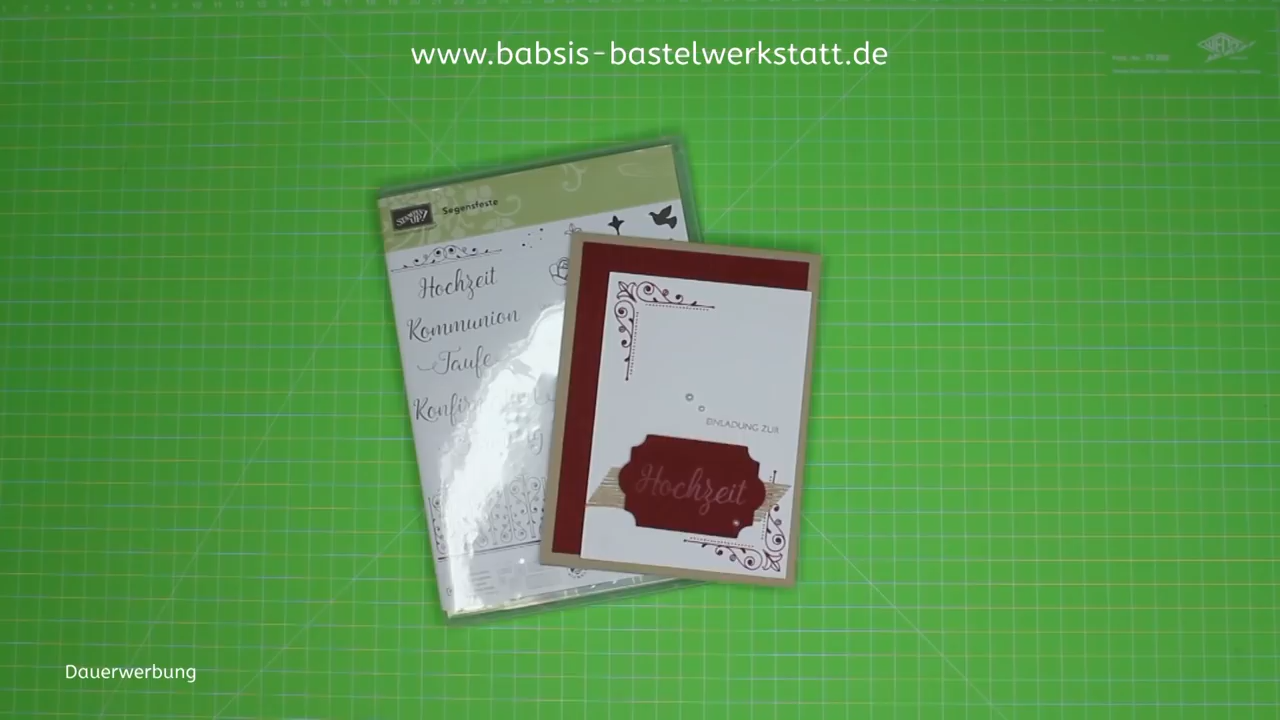 www.babsis-bastelwerkstatt.de
STAMPIN' UP!
Segensfeste
Hochzeit
Kommunion
Taufe
EINLADUNG ZUR
Hochzeit
Dauerwerbung